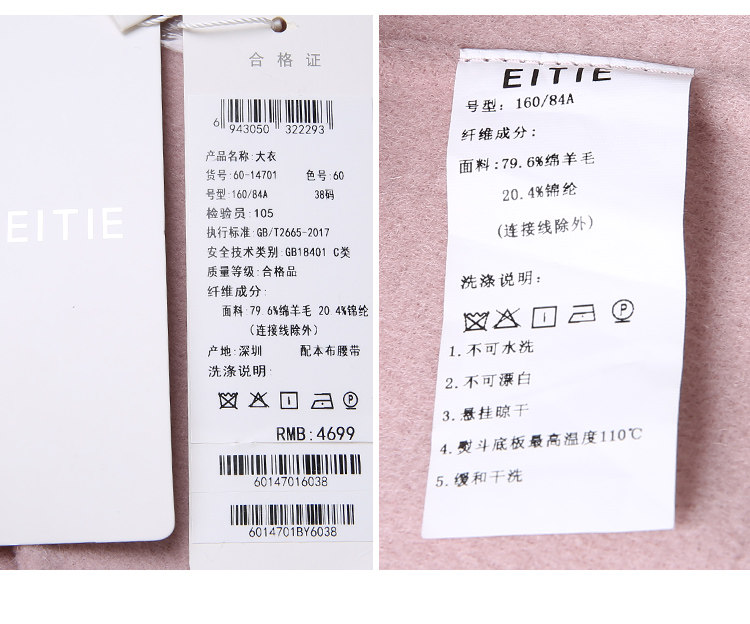 EITIE
合格证
6 943050 322293
产品名称:大衣
货号:60-14701 色号:60
号型:160/84A 38码
检验员:105
执行标准:GB/T2665-2017
安全技术类别:GB18401 C类
质量等级:合格品
纤维成分:
面料:79.6%绵羊毛 20.4%锦纶
(连接线除外)
产地:深圳 配本布腰带
洗涤说明:
RMB:4699
60147016038
6014701BY6038
EITIE
号型: 160/84A
纤维成分:
面料:79.6%绵羊毛
20.4%锦纶
(连接线除外)
洗涤说明:
P
1.不可水洗
2.不可漂白
3.悬挂晾干
4.熨斗底板最高温度110℃
5.缓和干洗